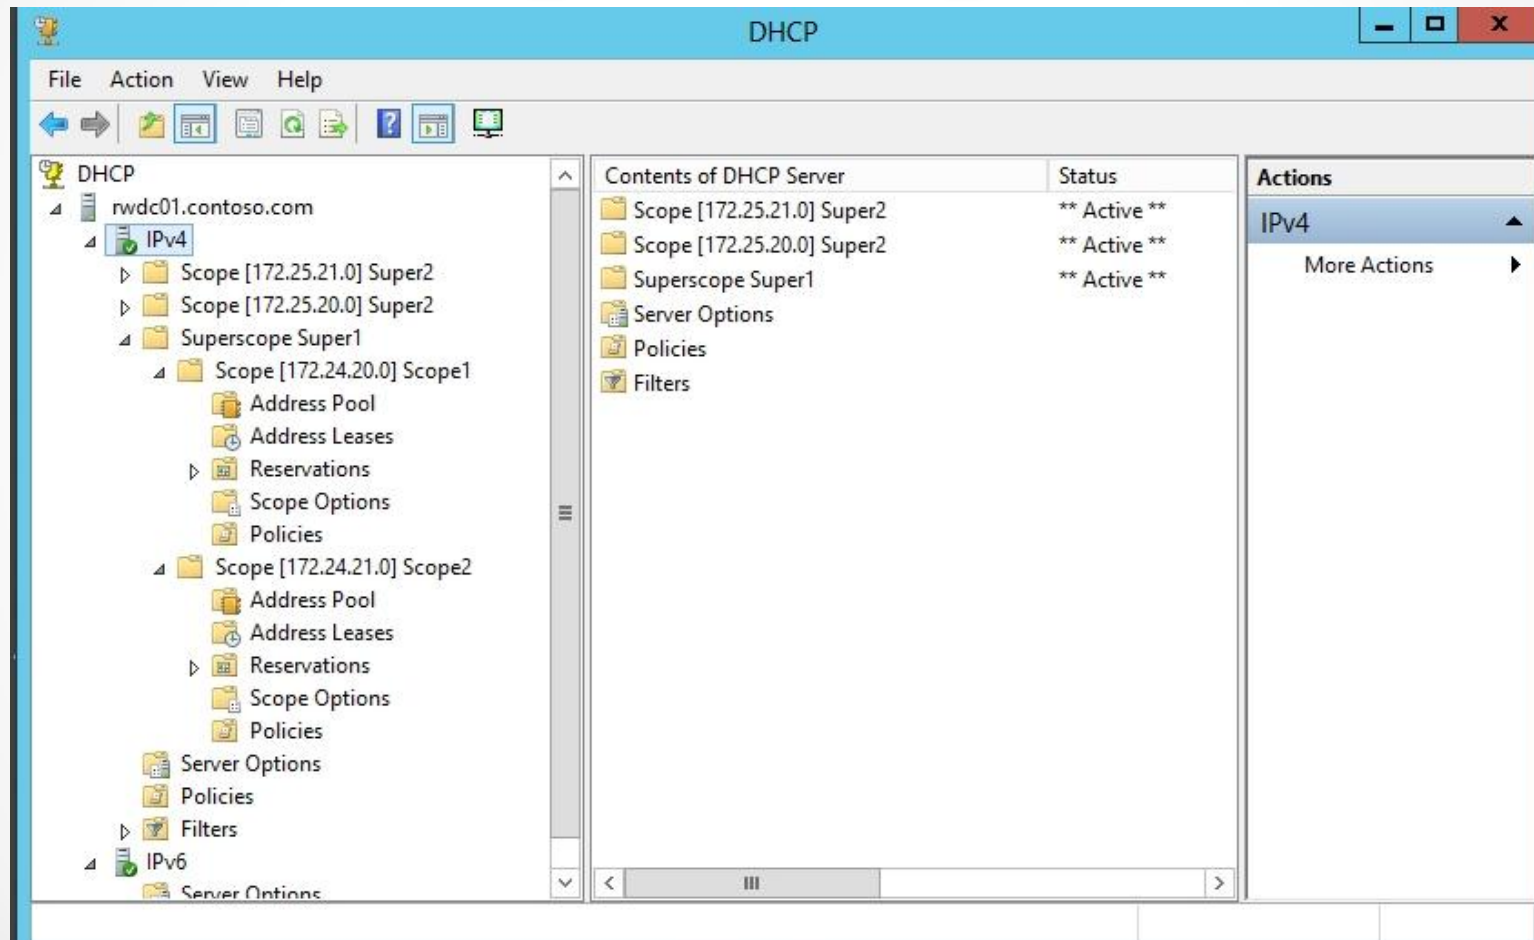 DHCP
File Action View Help
DHCP
rwdc01.contoso.com
IPv4
Scope [172.25.21.0] Super2
Scope [172.25.20.0] Super2
Superscope Super1
Scope [172.24.20.0] Scope1
Address Pool
Address Leases
Reservations
Scope Options
Policies
Scope [172.24.21.0] Scope2
Address Pool
Address Leases
Reservations
Scope Options
Policies
Server Options
Policies
Filters
IPv6
Server Options
Contents of DHCP Server Status
Scope [172.25.21.0] Super2 ** Active **
Scope [172.25.20.0] Super2 ** Active **
Superscope Super1 ** Active **
Server Options
Policies
Filters
Actions
IPv4
More Actions